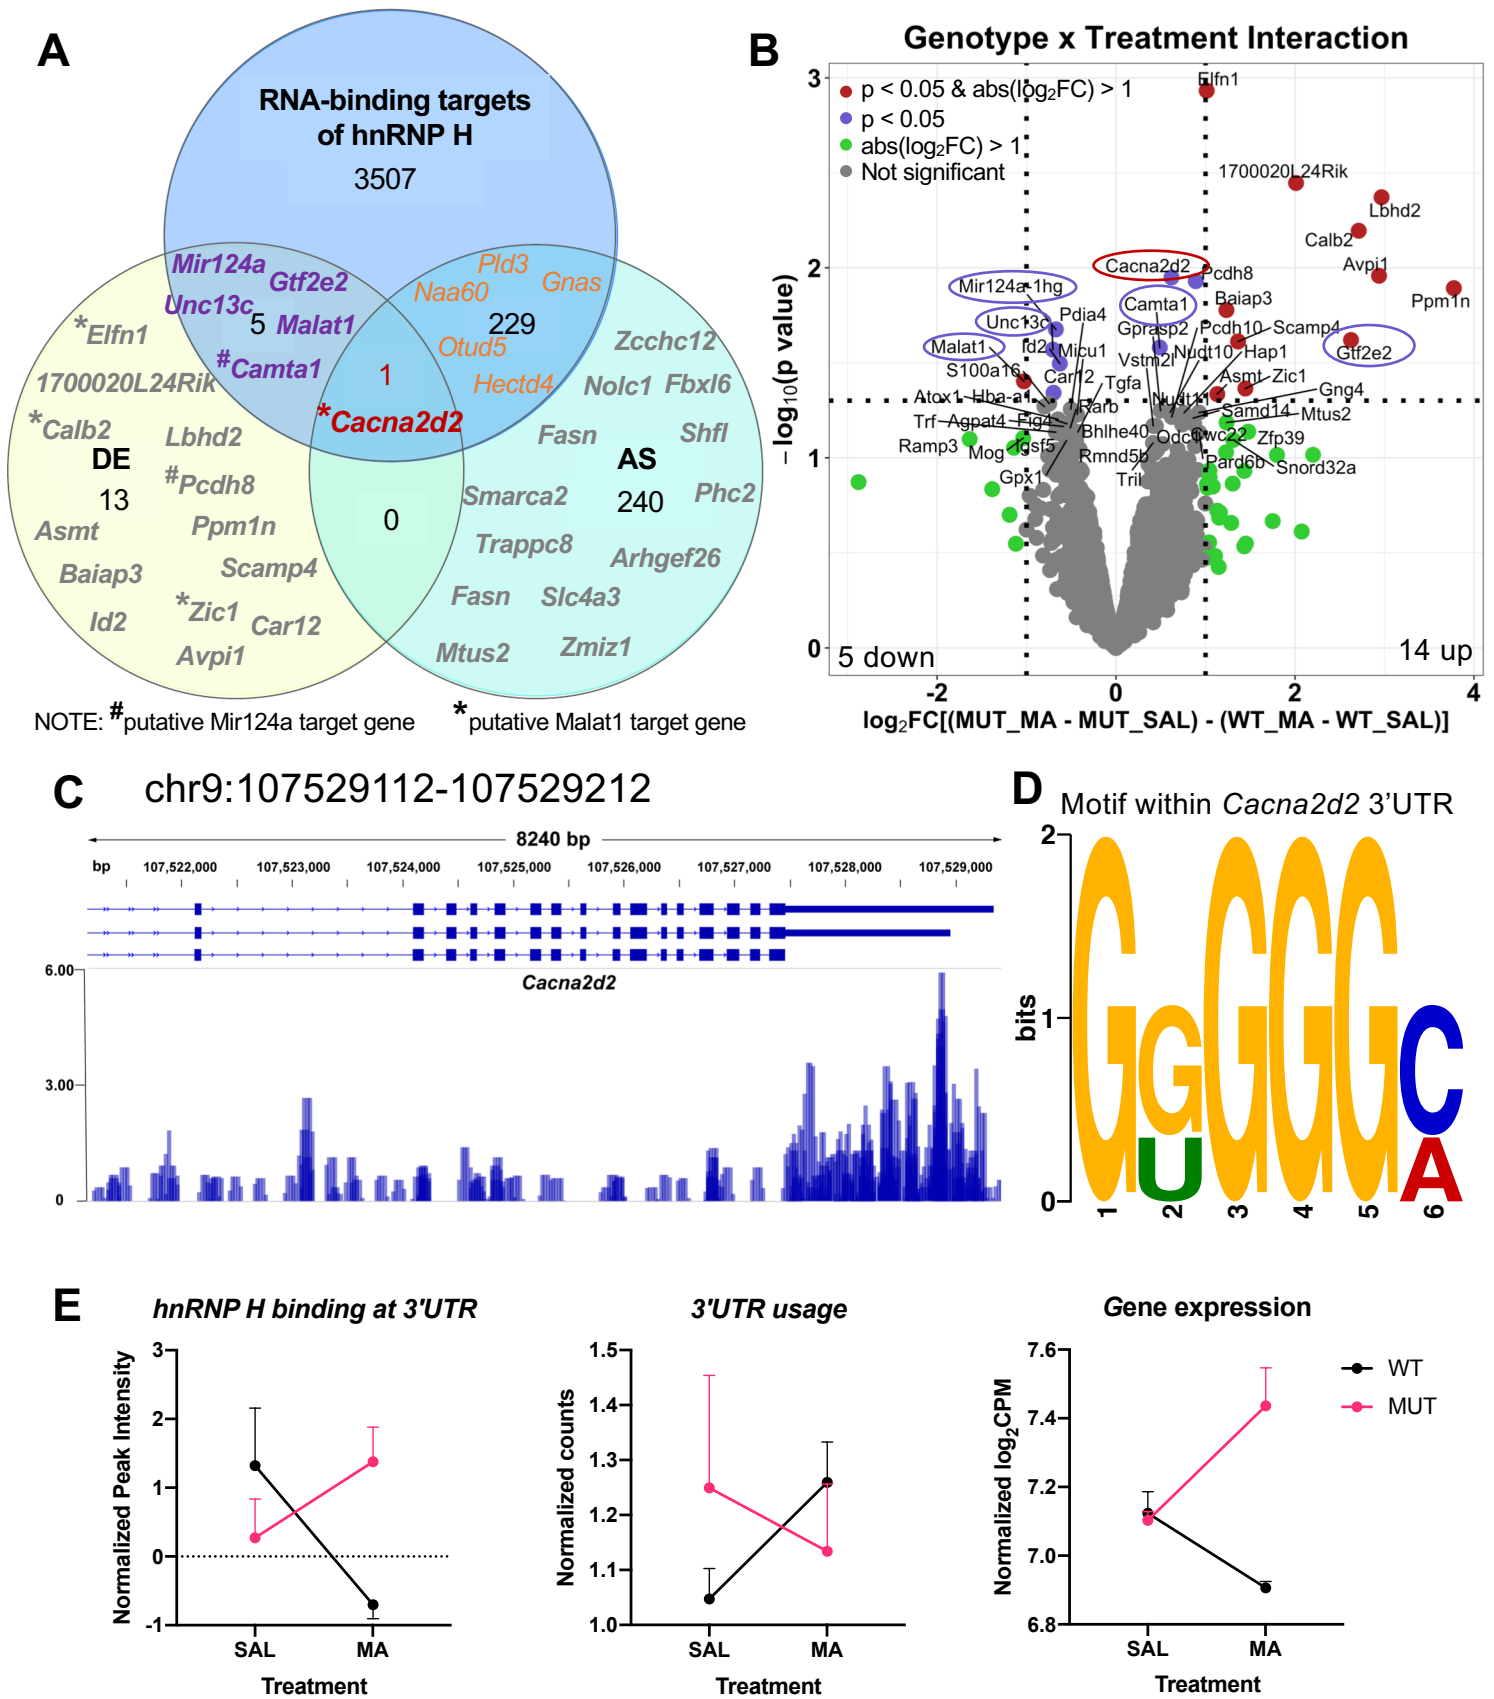 A
RNA-binding targets
of hnRNP H
3507
Mir124a
Gtf2e2
Unc13c
5
Malat1
#Camta1
Pld3
Gnas
Naa60
229
Otud5
Hectd4
1
*Cacna2d2
*Elfn1
1700020L24Rik
*Calb2
Lbhd2
DE
13
#Pcdh8
Asmt
Ppm1n
Baiap3
Scamp4
Id2
*Zic1
Car12
Avpi1
0
Zcchc12
Nolc1
Fbxl6
Fasn
Shfl
AS
240
Smarca2
Phc2
Trappc8
Arhgef26
Fasn
Slc4a3
Mtus2
Zmiz1
NOTE: #putative Mir124a target gene
*putative Malat1 target gene
B
Genotype x Treatment Interaction
p < 0.05 & abs(log2FC) > 1
p < 0.05
abs(log2FC) > 1
Not significant
Elfn1
1700020L24Rik
Lbhd2
Calb2
Avpi1
Ppm1n
Cacna2d2
Pcdh8
Mir124a-1hg
Camta1
Baiap3
Unc13c
Pdia4
Gprasp2
Pcdh10
Scamp4
Malat1
Id2
Micu1
Vstm2l
Nudt10
Hap1
Gtf2e2
S100a16
Car12
Tgfa
Asmt
Zic1
Gng4
Atox1
Hba-a1
Rarb
Nudt11
Samd14
Mtus2
Trf
Agpat4
Fig4
Bhlhe40
Odc1
Cwc22
Zfp39
Ramp3
Mog
Igsf5
Rmnd5b
Pard6b
Snord32a
Gpx1
Tril
5 down
14 up
3
2
1
0
-2
0
2
4
−log10(p value)
log2FC[(MUT_MA - MUT_SAL) - (WT_MA - WT_SAL)]
C
chr9:107529112-107529212
8240 bp
bp
107,522,000
107,523,000
107,524,000
107,525,000
107,526,000
107,527,000
107,528,000
107,529,000
Cacna2d2
6.00
3.00
0
D
Motif within Cacna2d2 3'UTR
bits
2
1
0
G
G
U
G
G
G
C
A
1
2
3
4
5
6
E
hnRNP H binding at 3'UTR
Normalized Peak Intensity
3
2
1
0
-1
SAL
MA
Treatment
3'UTR usage
Normalized counts
1.5
1.4
1.3
1.2
1.1
1.0
SAL
MA
Treatment
Gene expression
Normalized log2CPM
7.6
7.4
7.2
7.0
6.8
SAL
MA
Treatment
WT
MUT